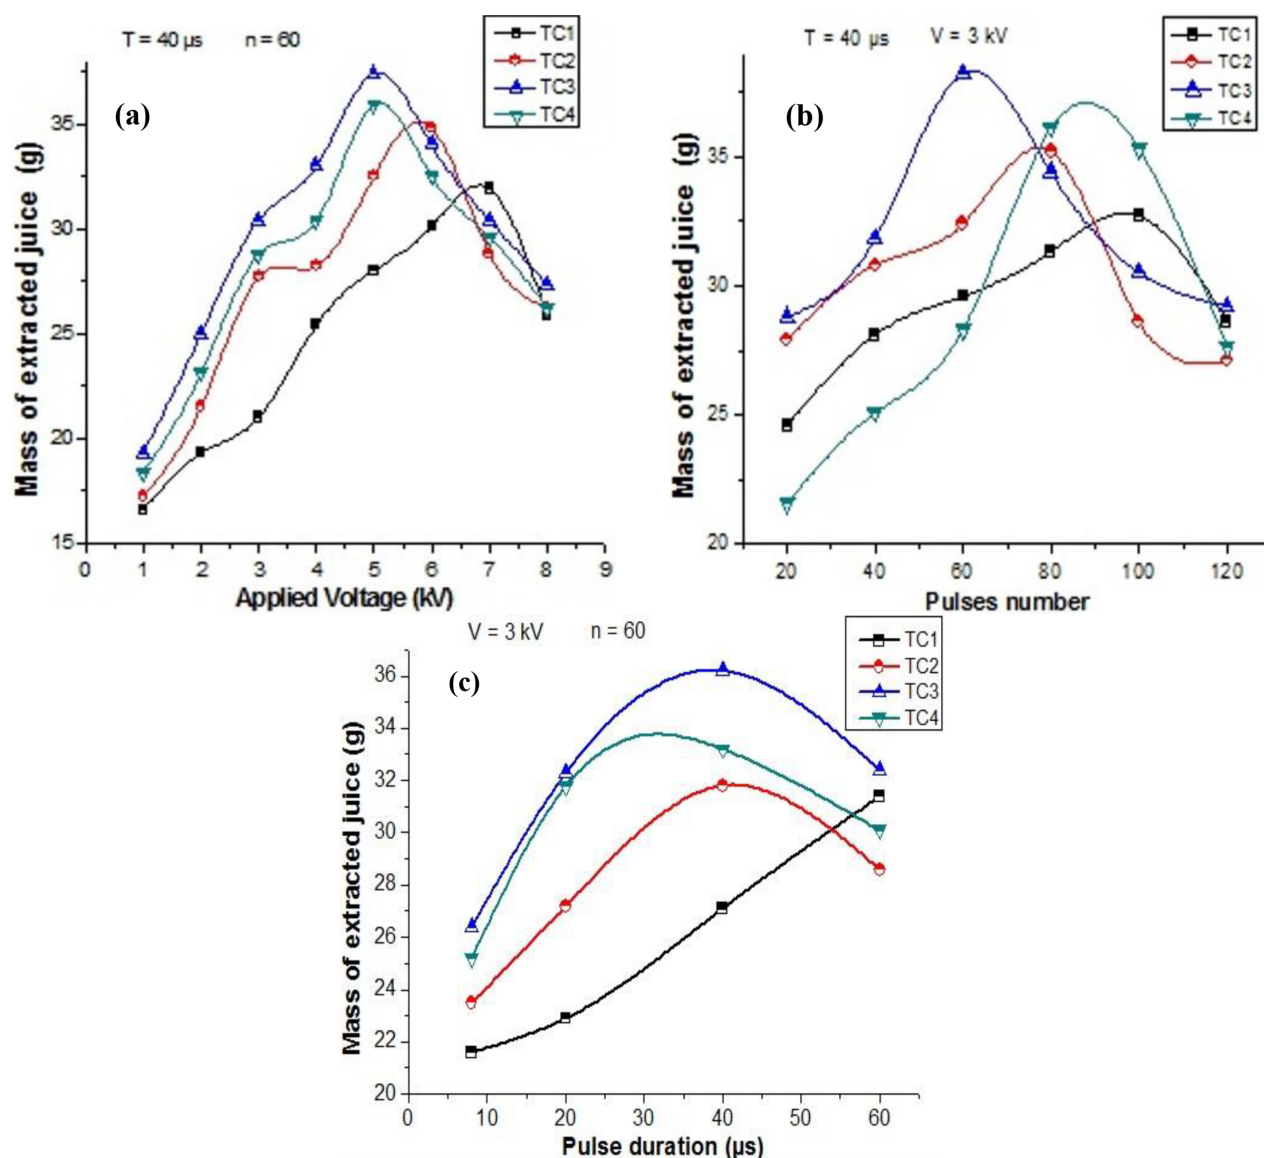 T = 40 µs n = 60
TC1
TC2
TC3
TC4
(a)
Mass of extracted juice (g)
35
30
25
20
15
0 1 2 3 4 5 6 7 8 9
Applied Voltage (kV)
T = 40 µs V = 3 kV
TC1
TC2
TC3
TC4
(b)
Mass of extracted juice (g)
35
30
25
20
20 40 60 80 100 120
Pulses number
V = 3 kV n = 60
TC1
TC2
TC3
TC4
(c)
Mass of extracted juice (g)
36
34
32
30
28
26
24
22
20
0 10 20 30 40 50 60
Pulse duration (µs)